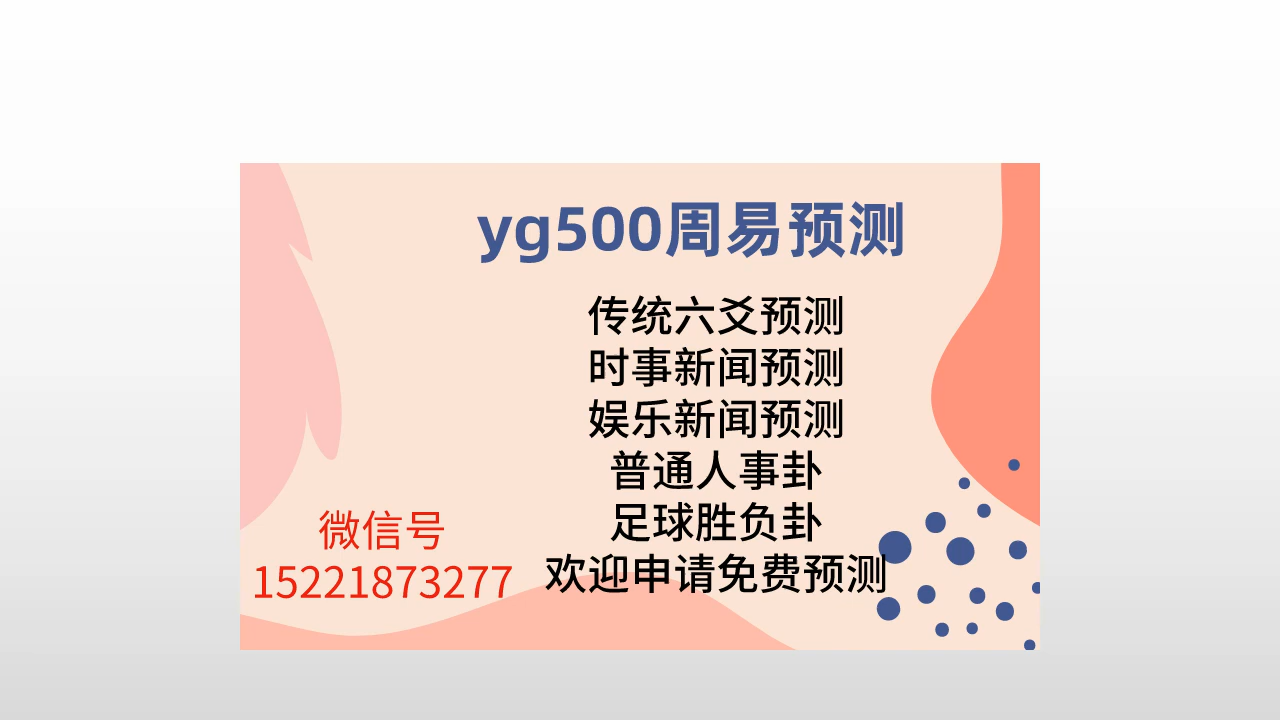 yg500周易预测
传统六爻预测
时事新闻预测
娱乐新闻预测
普通人事卦
足球胜负卦
欢迎申请免费预测
微信号
15221873277